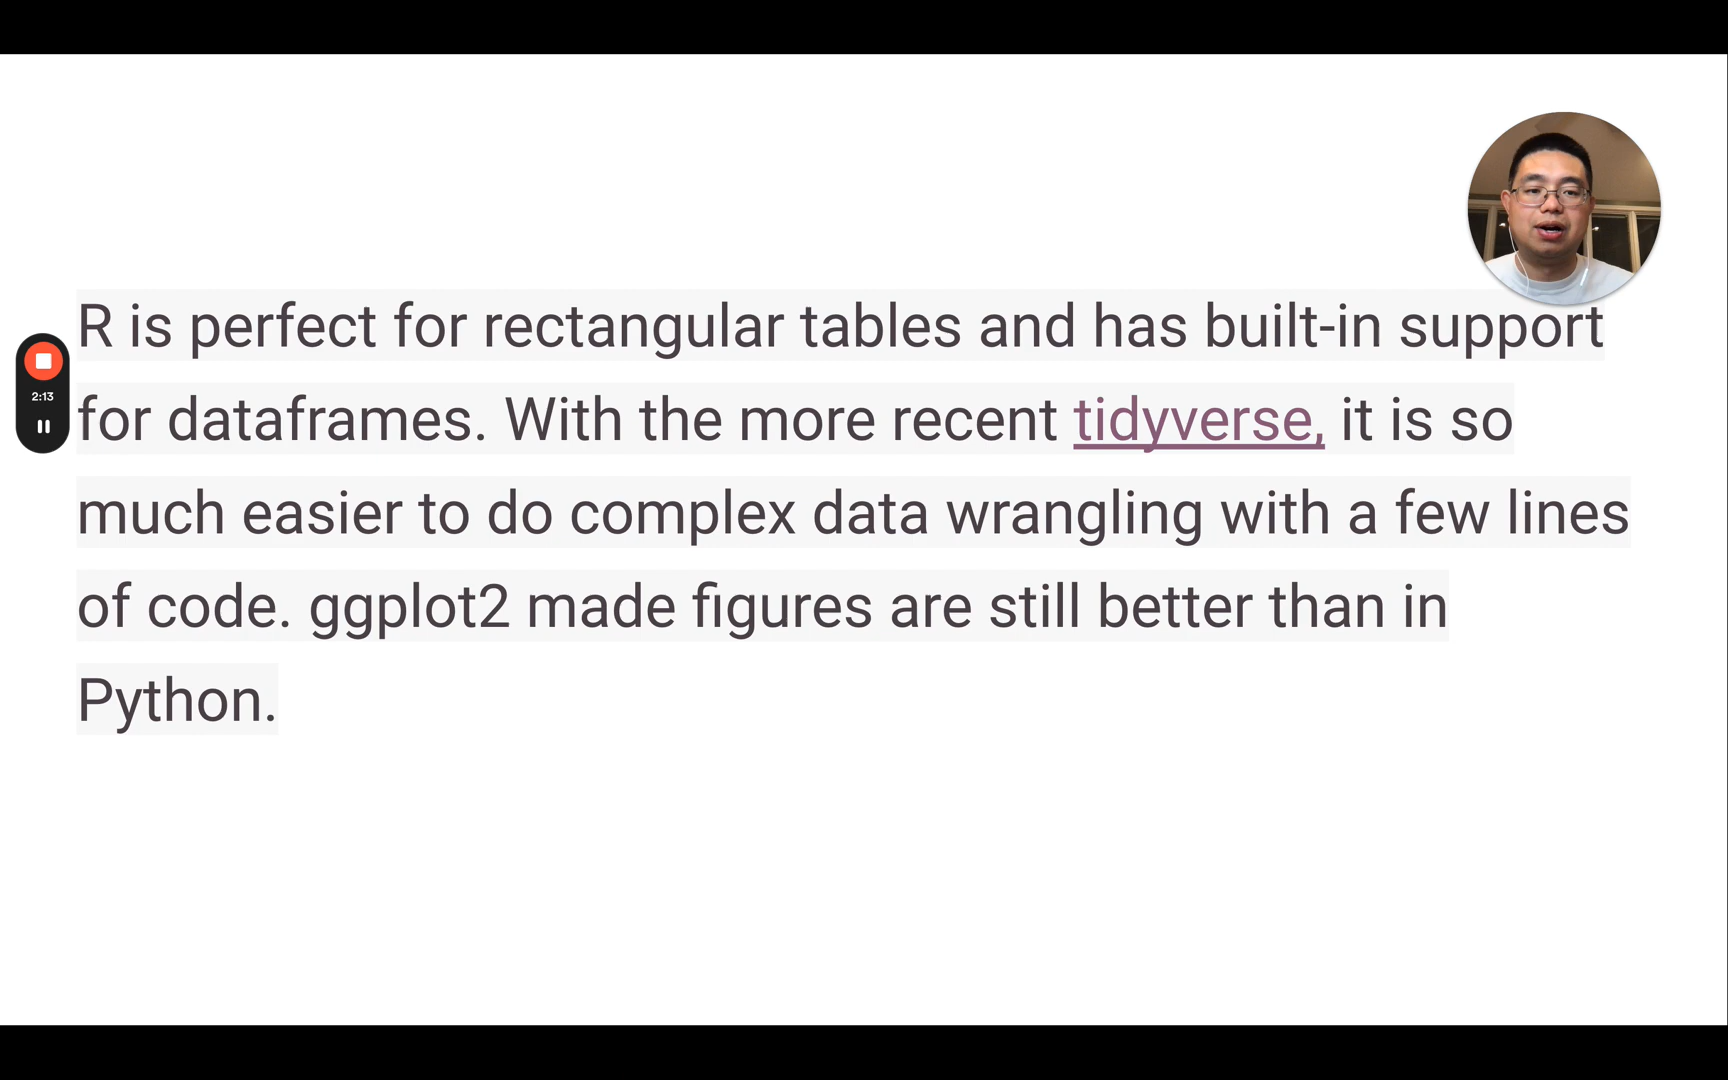 R is perfect for rectangular tables and has built-in support
for dataframes. With the more recent tidyverse, it is so
much easier to do complex data wrangling with a few lines
of code. ggplot2 made figures are still better than in
Python.
2:13